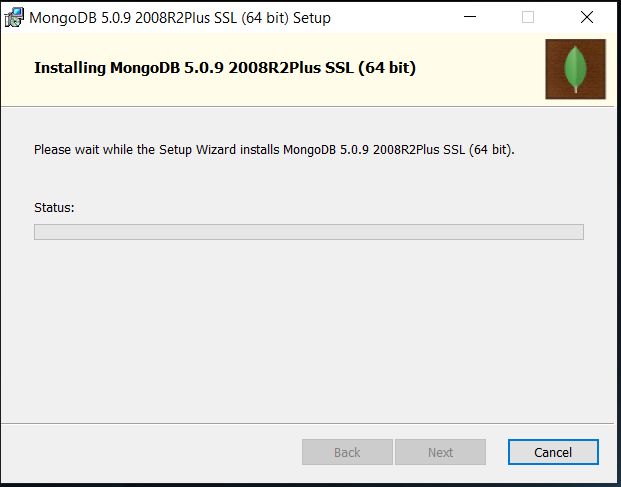 MongoDB 5.0.9 2008R2Plus SSL (64 bit) Setup
Installing MongoDB 5.0.9 2008R2Plus SSL (64 bit)
Please wait while the Setup Wizard installs MongoDB 5.0.9 2008R2Plus SSL (64 bit).
Status:
Back
Next
Cancel